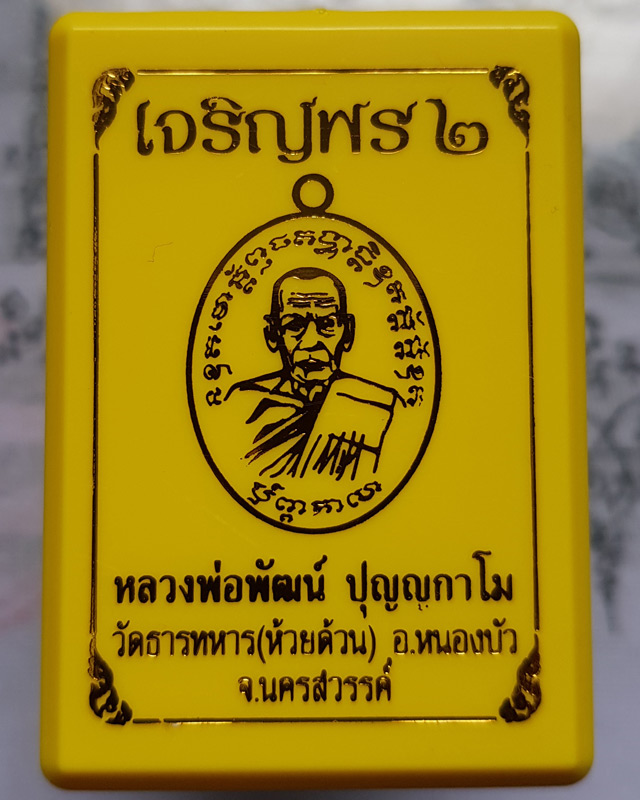 เจริญพร ๒
หลวงพ่อพัฒน์ ปุญญกาโม
วัดธารทหาร(ห้วยด้วน) อ.หนองบัว
จ.นครสวรรค์